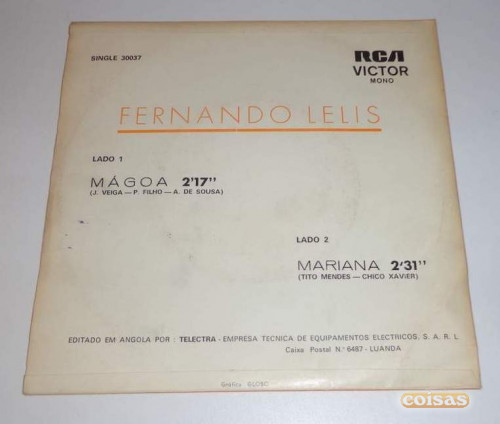 SINGLE 30037
RCA
VICTOR
MONO
FERNANDO LELIS
LADO 1
MÁGOA 2'17"
(J. VEIGA — P. FILHO — A. DE SOUSA)
LADO 2
MARIANA 2'31"
(TITO MENDES — CHICO XAVIER)
EDITADO EM ANGOLA POR : TELECTRA - EMPRESA TECNICA DE EQUIPAMENTOS ELECTRICOS, S. A. R. L
Caixa Postal N.º 6487 - LUANDA
coisas